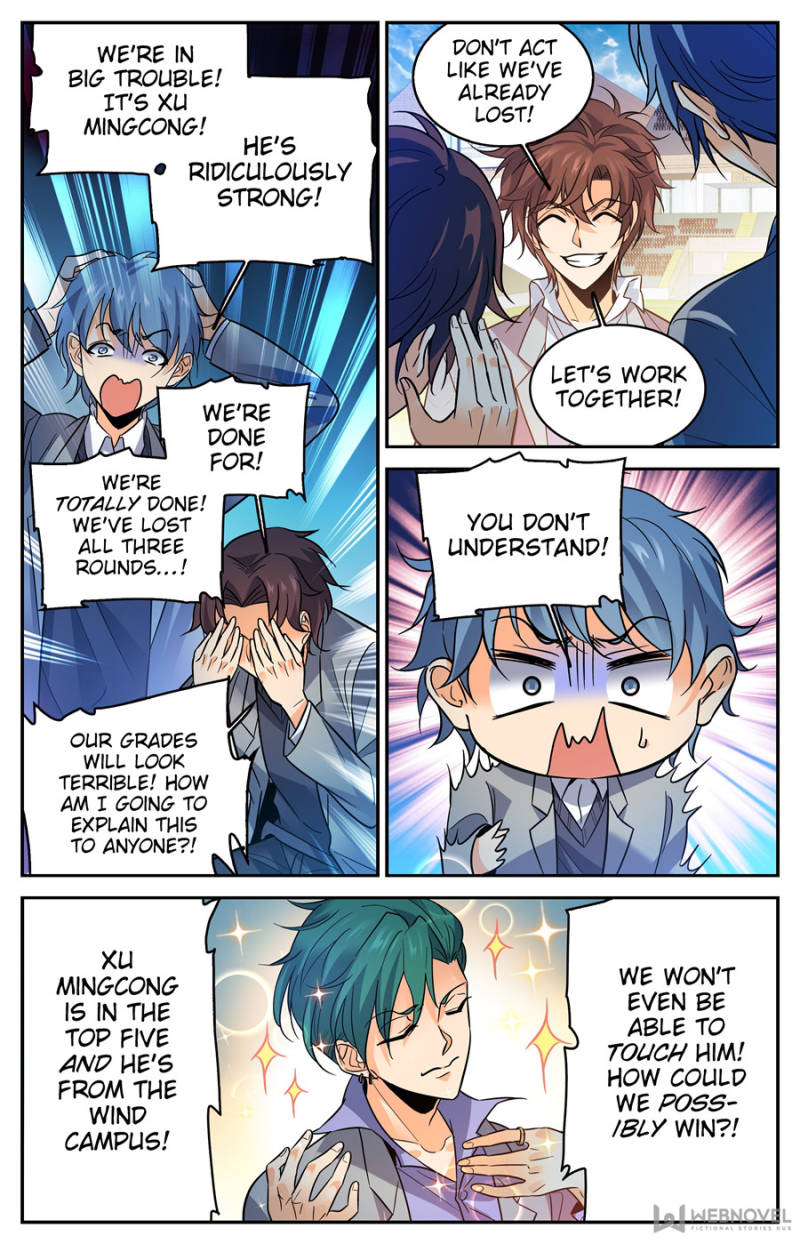 WE'RE IN
BIG TROUBLE!
IT'S XU
MINGCONG!
HE'S
RIDICULOUSLY
STRONG!
DON'T ACT
LIKE WE'VE
ALREADY
LOST!
LET'S WORK
TOGETHER!
WE'RE
DONE
FOR!
WE'RE
TOTALLY DONE!
WE'VE LOST
ALL THREE
ROUNDS...!
OUR GRADES
WILL LOOK
TERRIBLE! HOW
AM I GOING TO
EXPLAIN THIS
TO ANYONE?!
YOU DON'T
UNDERSTAND!
XU
MINGCONG
IS IN THE
TOP FIVE
AND HE'S
FROM THE
WIND
CAMPUS!
WE WON'T
EVEN BE
ABLE TO
TOUCH HIM!
HOW COULD
WE POSS-
IBLY WIN?!
WEBNOVEL
FICTIONAL STORIES HUB